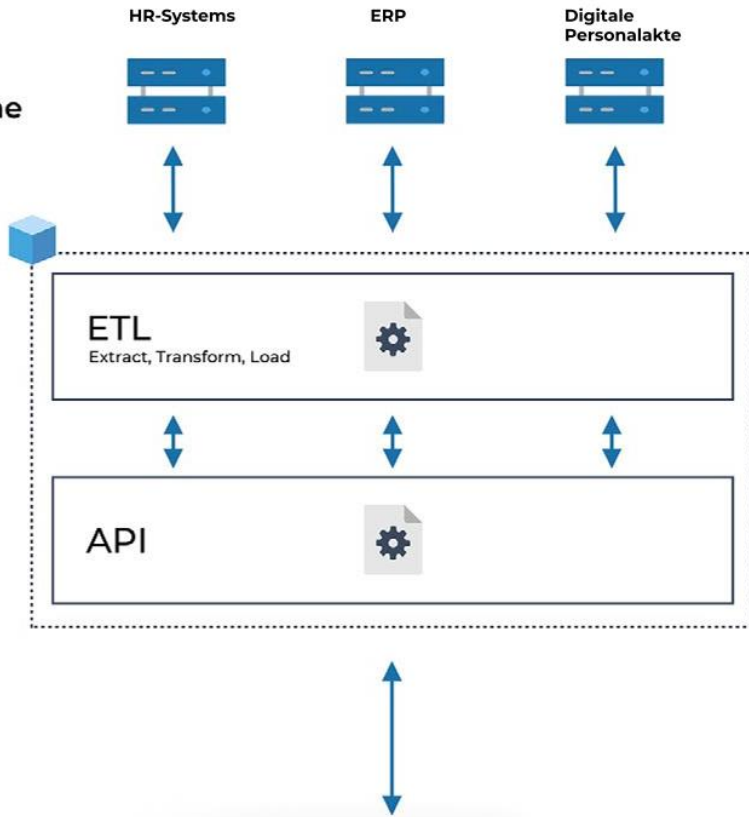 HR-Systems
ERP
Digitale
Personalakte
ETL
Extract, Transform, Load
API